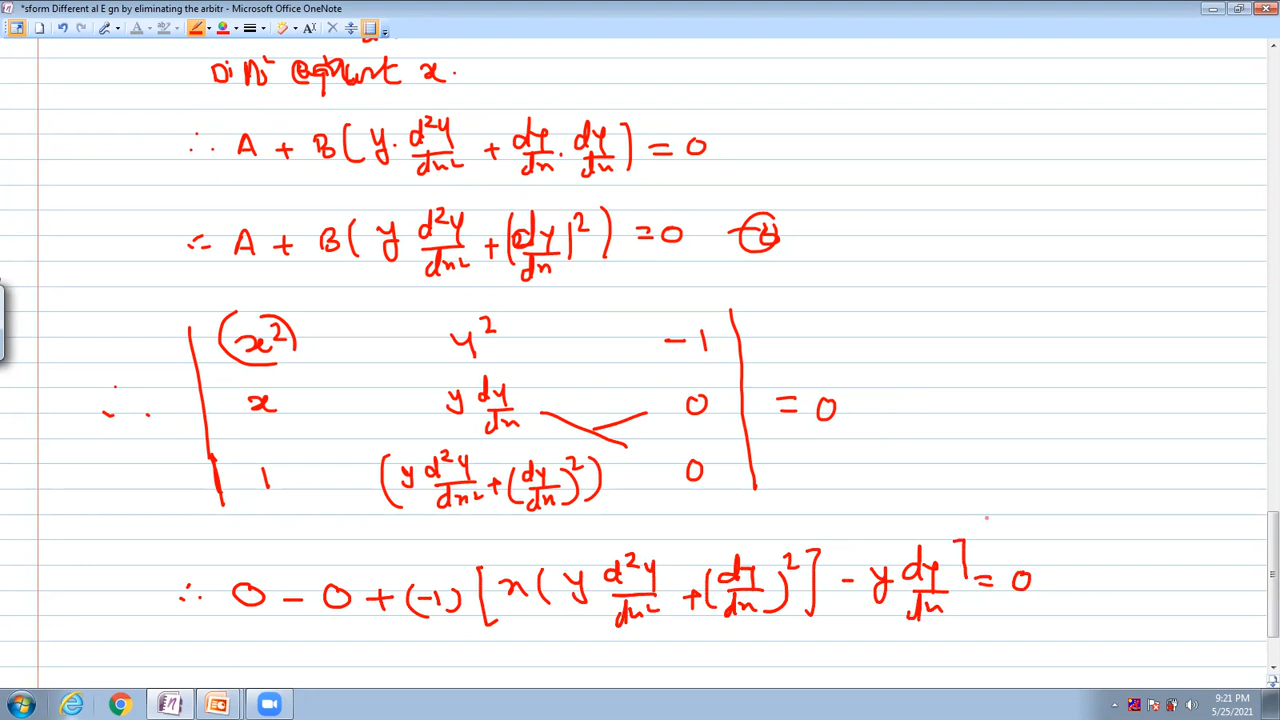 *sform Different al E gn by eliminating the arbitr - Microsoft Office OneNote
x.
∴ A + B(y. d²y/dx² + dy/dx . dy/dx) = 0
∴ A + B( y d²y/dx² + (dy/dx)²) = 0
x² y² -1
∴ x y dy/dx 0 = 0
1 (y d²y/dx² + (dy/dx)²) 0
∴ 0 - 0 + (-1) [x( y d²y/dx² + (dy/dx)²] - y dy/dx] = 0
9:21 PM
5/25/2021